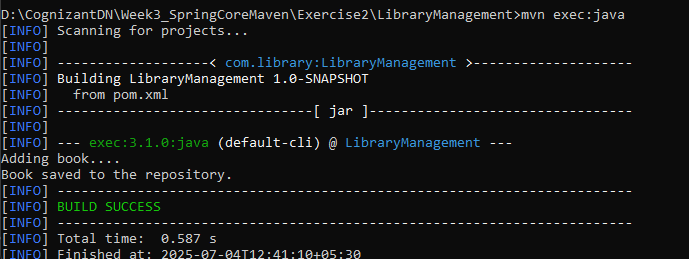 D:\CognizantDN\Week3_SpringCoreMaven\Exercise2\LibraryManagement>mvn exec:java
[INFO] Scanning for projects...
[INFO]
[INFO] -------------------< com.library:LibraryManagement >--------------------
[INFO] Building LibraryManagement 1.0-SNAPSHOT
[INFO]   from pom.xml
[INFO] --------------------------------[ jar ]---------------------------------
[INFO]
[INFO] --- exec:3.1.0:java (default-cli) @ LibraryManagement ---
Adding book....
Book saved to the repository.
[INFO] ------------------------------------------------------------------------
[INFO] BUILD SUCCESS
[INFO] ------------------------------------------------------------------------
[INFO] Total time:  0.587 s
[INFO] Finished at: 2025-07-04T12:41:10+05:30